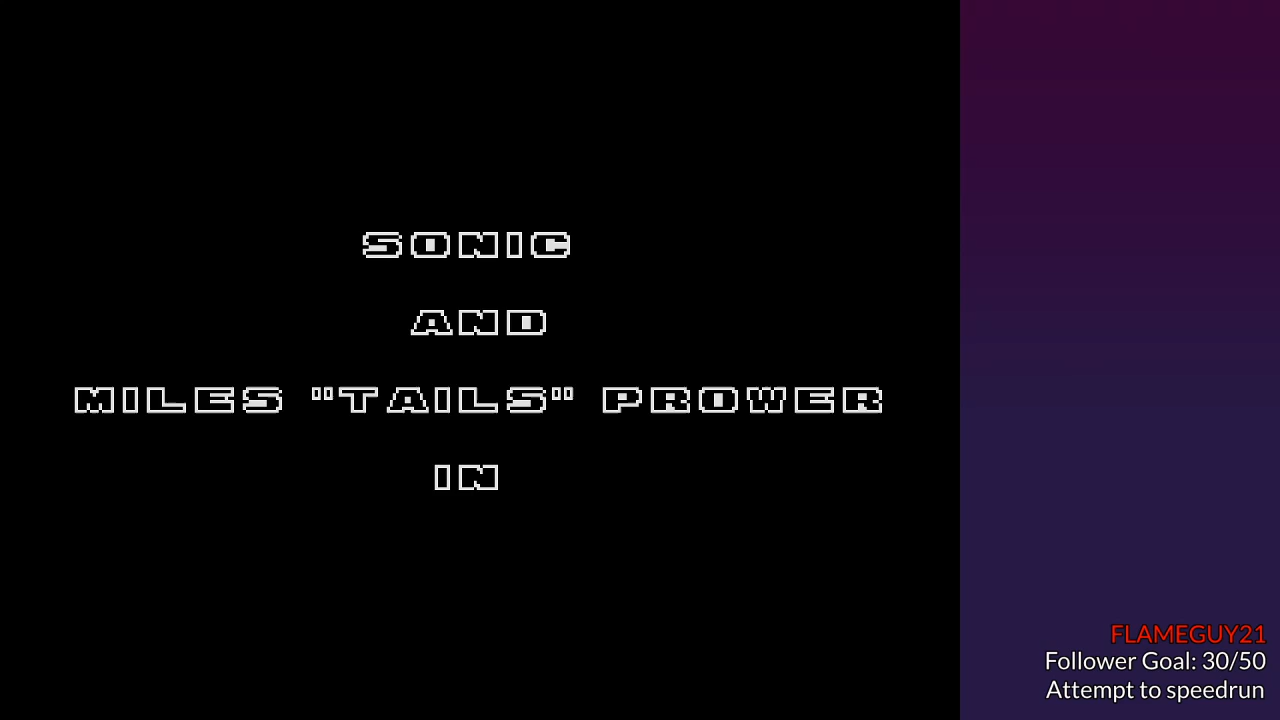 SONIC
AND
MILES "TAILS" PROWER
IN
FLAMEGUY21
Follower Goal: 30/50
Attempt to speedrun